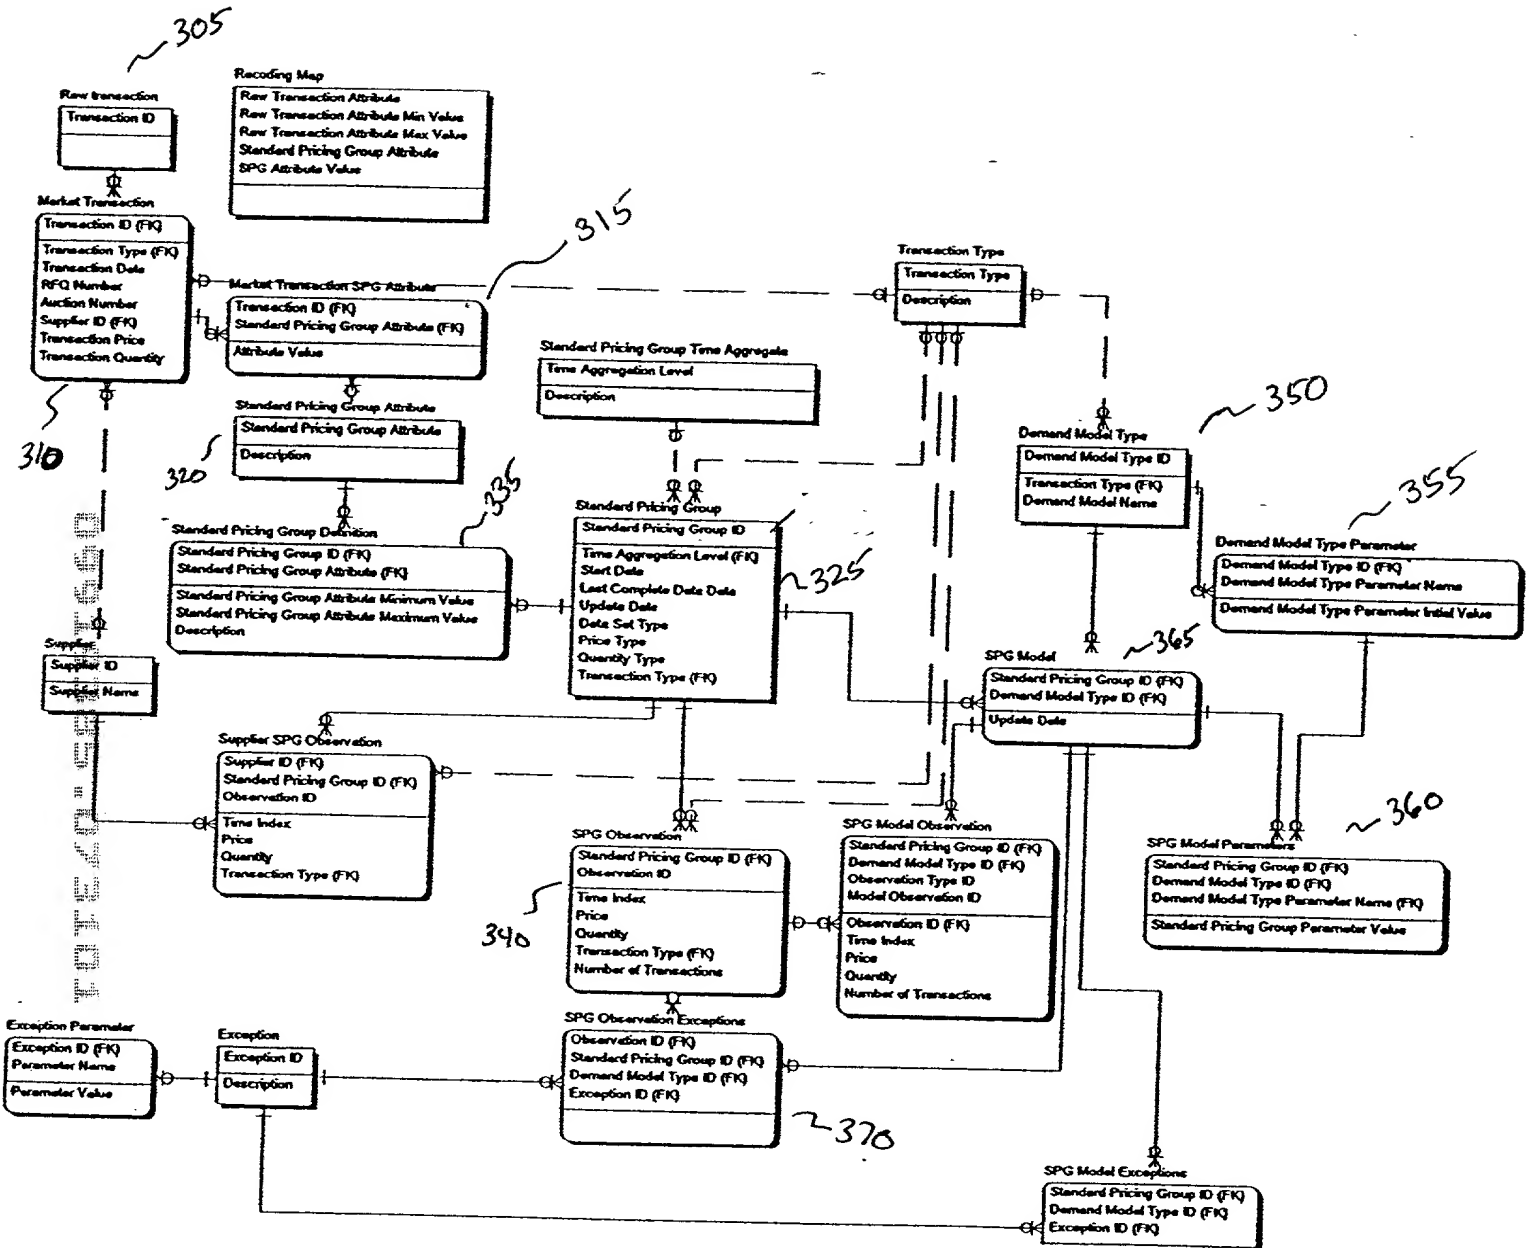 305
Raw transaction
Transaction ID
Recoding Map
Raw Transaction Attribute
Raw Transaction Attribute Min Value
Raw Transaction Attribute Max Value
Standard Pricing Group Attribute
SPG Attribute Value
Market Transaction
Transaction ID (FK)
Transaction Type (FK)
Transaction Date
RFQ Number
Auction Number
Supplier ID (FK)
Transaction Price
Transaction Quantity
310
315
Market Transaction SPG Attribute
Transaction ID (FK)
Standard Pricing Group Attribute (FK)
Attribute Value
Transaction Type
Transaction Type
Description
Standard Pricing Group Time Aggregate
Time Aggregation Level
Description
Standard Pricing Group Attribute
Standard Pricing Group Attribute
Description
320
335
Standard Pricing Group Definition
Standard Pricing Group ID (FK)
Standard Pricing Group Attribute (FK)
Standard Pricing Group Attribute Minimum Value
Standard Pricing Group Attribute Maximum Value
Description
Standard Pricing Group
Standard Pricing Group ID
Time Aggregation Level (FK)
Start Date
Last Complete Data Date
Update Date
Data Set Type
Price Type
Quantity Type
Transaction Type (FK)
325
350
Demand Model Type
Demand Model Type ID
Transaction Type (FK)
Demand Model Name
355
Demand Model Type Parameter
Demand Model Type ID (FK)
Demand Model Type Parameter Name
Demand Model Type Parameter Intial Value
Supplier
Supplier ID
Supplier Name
365
SPG Model
Standard Pricing Group ID (FK)
Demand Model Type ID (FK)
Update Date
Supplier SPG Observation
Supplier ID (FK)
Standard Pricing Group ID (FK)
Observation ID
Time Index
Price
Quantity
Transaction Type (FK)
SPG Observation
Standard Pricing Group ID (FK)
Observation ID
Time Index
Price
Quantity
Transaction Type (FK)
Number of Transactions
340
SPG Model Observation
Standard Pricing Group ID (FK)
Demand Model Type ID (FK)
Observation Type ID
Model Observation ID
Observation ID (FK)
Time Index
Price
Quantity
Number of Transactions
360
SPG Model Parameters
Standard Pricing Group ID (FK)
Demand Model Type ID (FK)
Demand Model Type Parameter Name (FK)
Standard Pricing Group Parameter Value
Exception Parameter
Exception ID (FK)
Parameter Name
Parameter Value
Exception
Exception ID
Description
SPG Observation Exceptions
Observation ID (FK)
Standard Pricing Group ID (FK)
Demand Model Type ID (FK)
Exception ID (FK)
370
SPG Model Exceptions
Standard Pricing Group ID (FK)
Demand Model Type ID (FK)
Exception ID (FK)